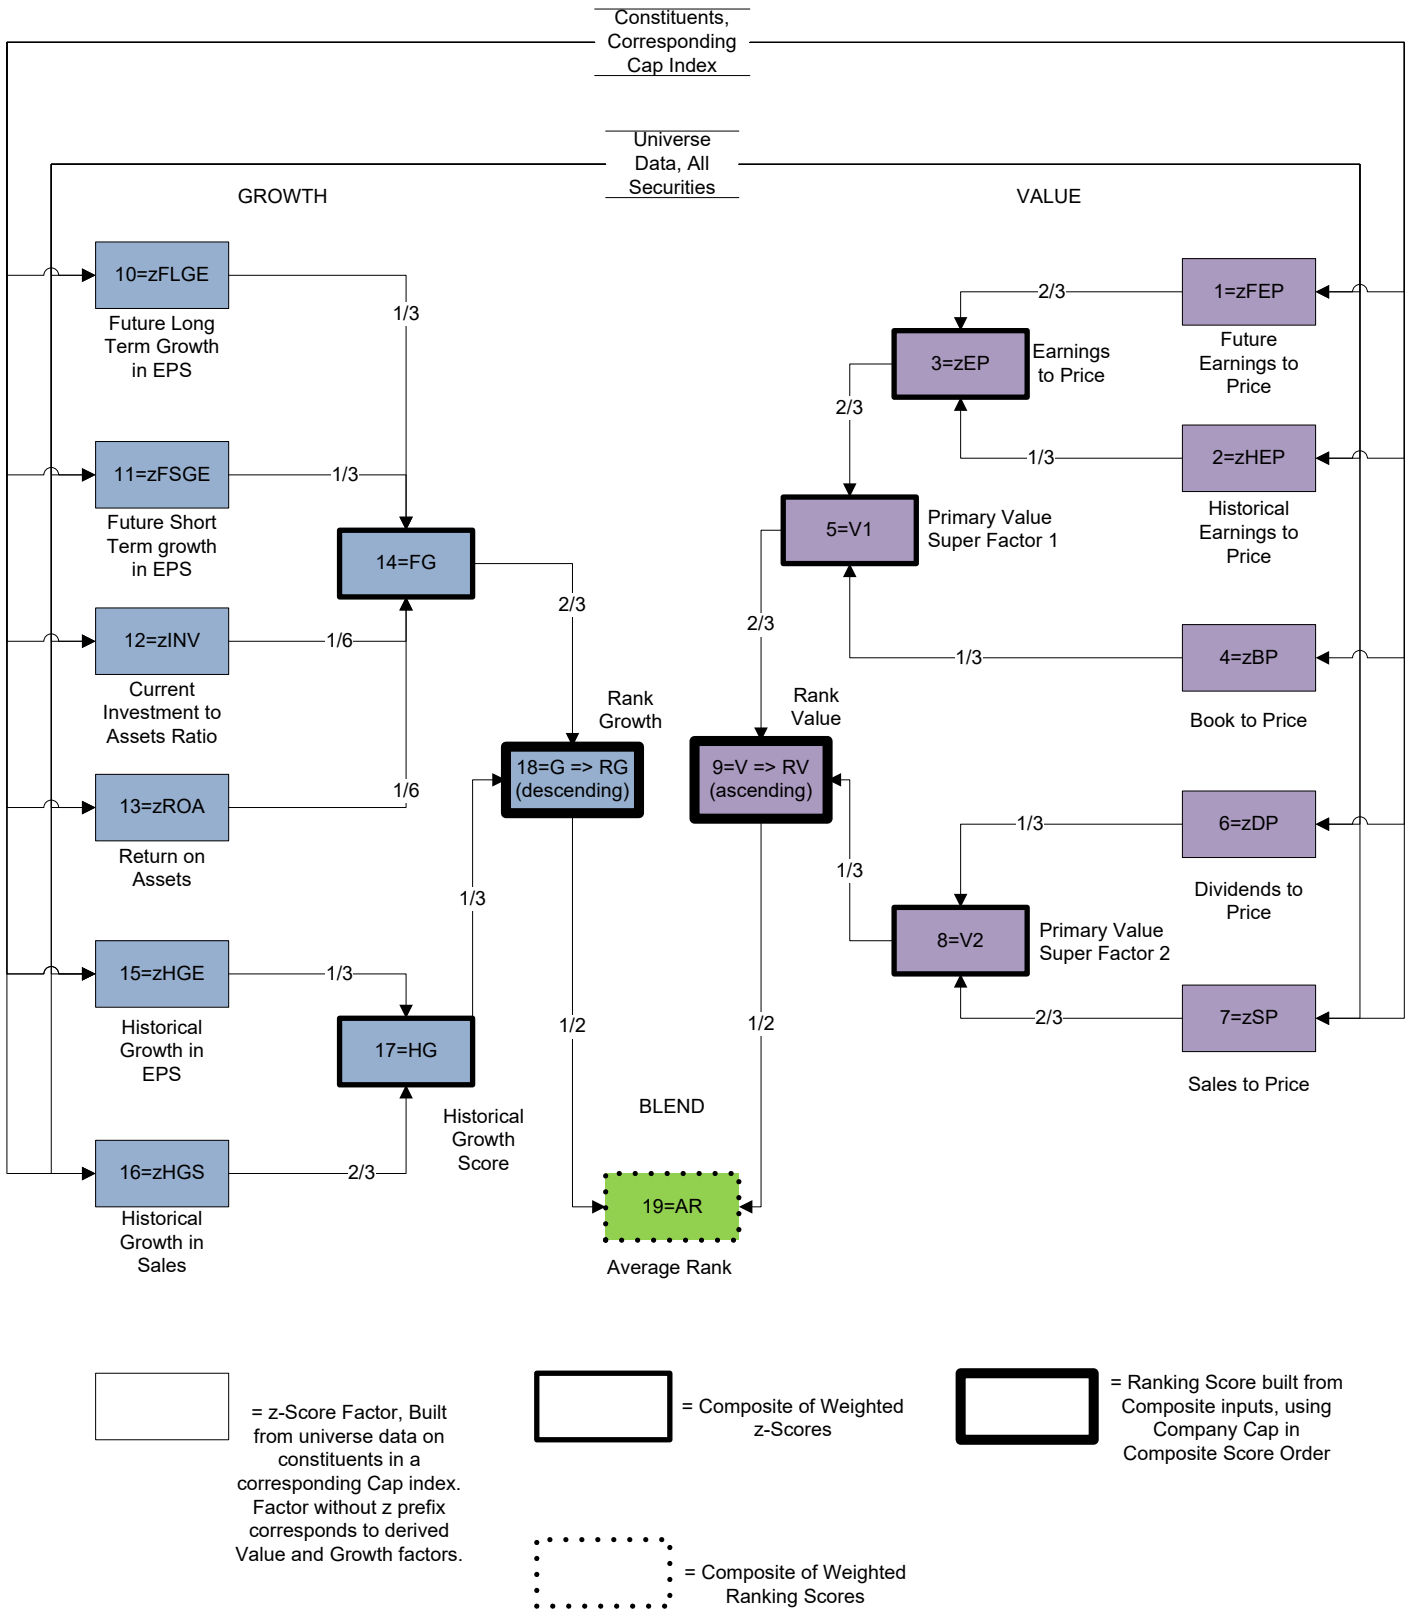 Constituents,
Corresponding
Cap Index
Universe
Data, All
Securities
GROWTH
VALUE
10=zFLGE
Future Long
Term Growth
in EPS
1/3
11=zFSGE
Future Short
Term growth
in EPS
1/3
14=FG
12=zINV
Current
Investment to
Assets Ratio
1/6
13=zROA
Return on
Assets
1/6
2/3
Rank
Growth
18=G => RG
(descending)
15=zHGE
Historical
Growth in
EPS
1/3
17=HG
Historical
Growth
Score
1/3
16=zHGS
Historical
Growth in
Sales
2/3
1/2
1=zFEP
Future
Earnings to
Price
2/3
3=zEP
Earnings
to Price
2=zHEP
Historical
Earnings to
Price
1/3
2/3
5=V1
Primary Value
Super Factor 1
4=zBP
Book to Price
1/3
2/3
Rank
Value
9=V => RV
(ascending)
6=zDP
Dividends to
Price
1/3
1/3
8=V2
Primary Value
Super Factor 2
7=zSP
Sales to Price
2/3
1/2
BLEND
19=AR
Average Rank
= z-Score Factor, Built
from universe data on
constituents in a
corresponding Cap index.
Factor without z prefix
corresponds to derived
Value and Growth factors.
= Composite of Weighted
z-Scores
= Ranking Score built from
Composite inputs, using
Company Cap in
Composite Score Order
= Composite of Weighted
Ranking Scores